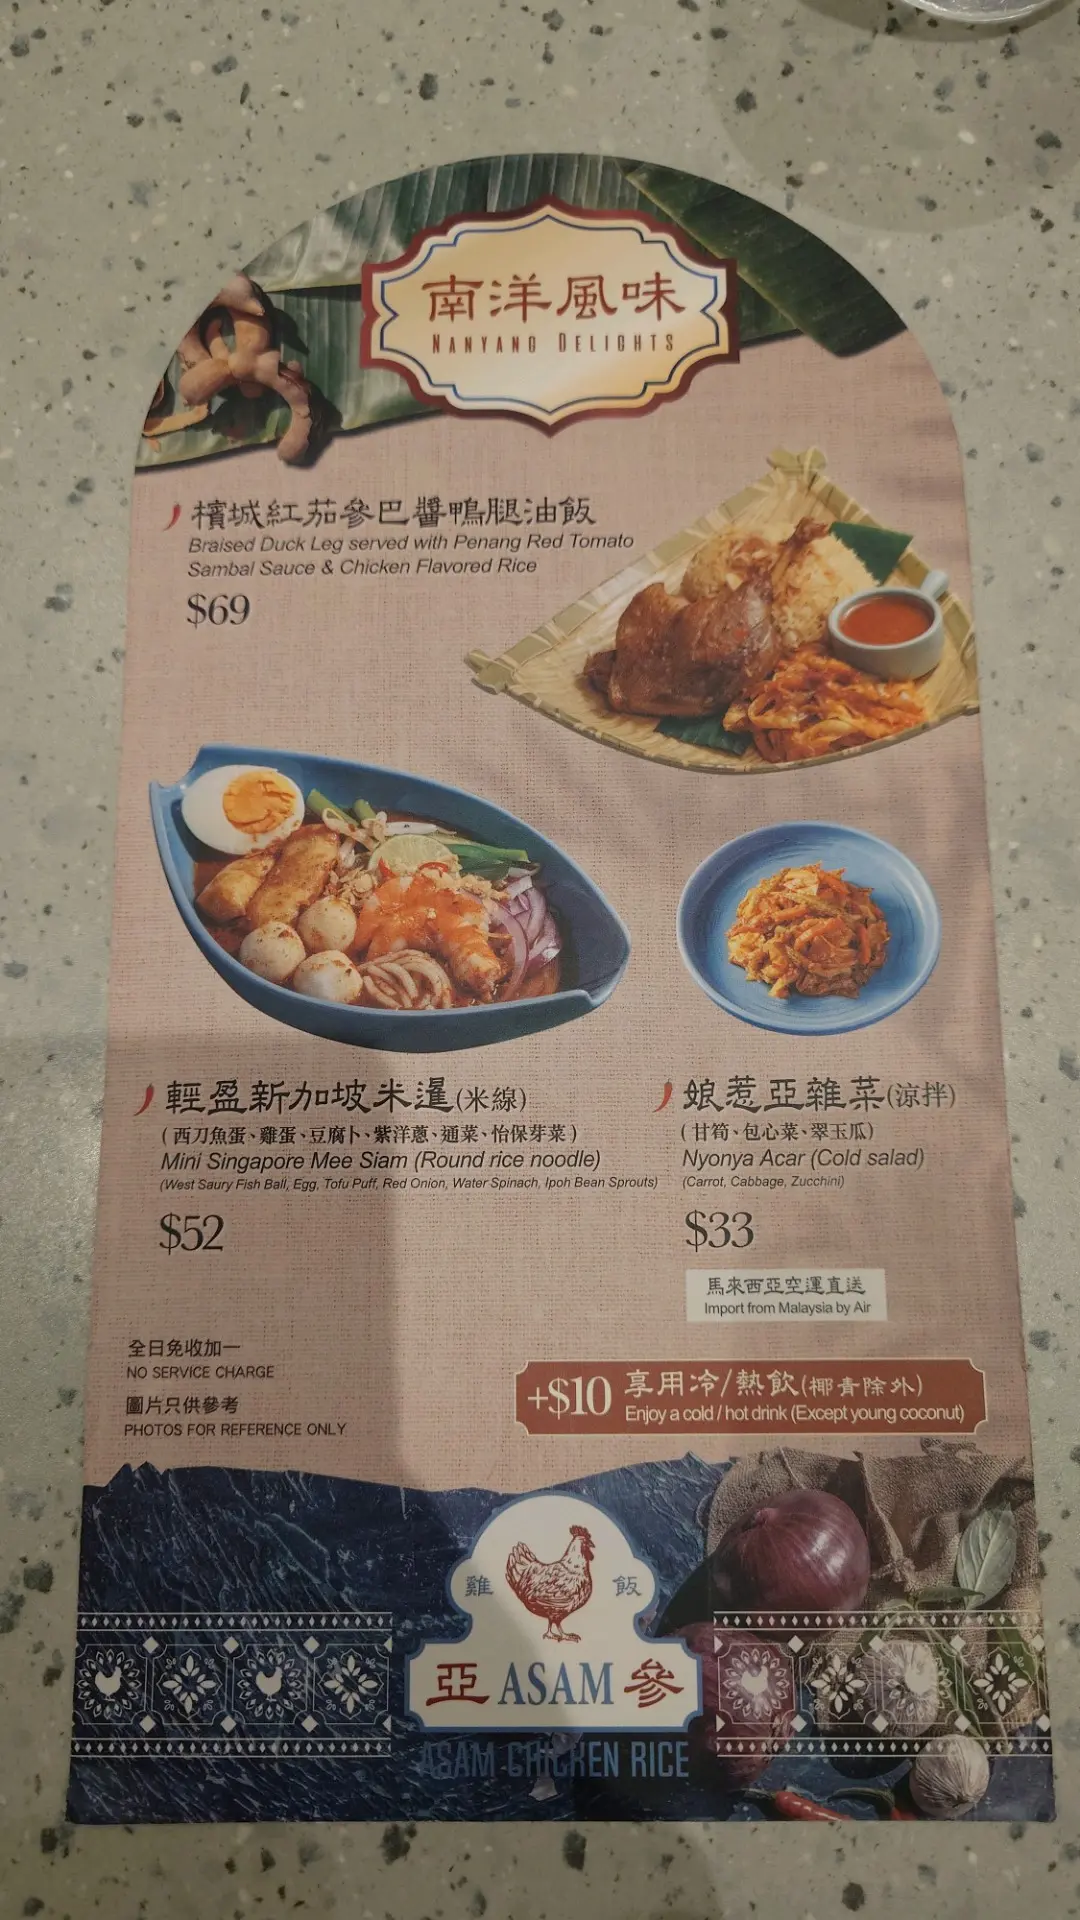 南洋風味
NANYANG DELIGHTS
檳城紅茄參巴醬鴨腿油飯
Braised Duck Leg served with Penang Red Tomato
Sambal Sauce & Chicken Flavored Rice
$69
輕盈新加坡米暹(米線)
(西刀魚蛋、雞蛋、豆腐卜、紫洋蔥、通菜、怡保芽菜)
Mini Singapore Mee Siam (Round rice noodle)
(West Saury Fish Ball, Egg, Tofu Puff, Red Onion, Water Spinach, Ipoh Bean Sprouts)
$52
娘惹亞雜菜(涼拌)
(甘筍、包心菜、翠玉瓜)
Nyonya Acar (Cold salad)
(Carrot, Cabbage, Zucchini)
$33
馬來西亞空運直送
Import from Malaysia by Air
全日免收加一
NO SERVICE CHARGE
圖片只供參考
PHOTOS FOR REFERENCE ONLY
+$10 享用冷/熱飲(椰青除外)
Enjoy a cold / hot drink (Except young coconut)
雞飯
亞 ASAM 參
ASAM CHICKEN RICE